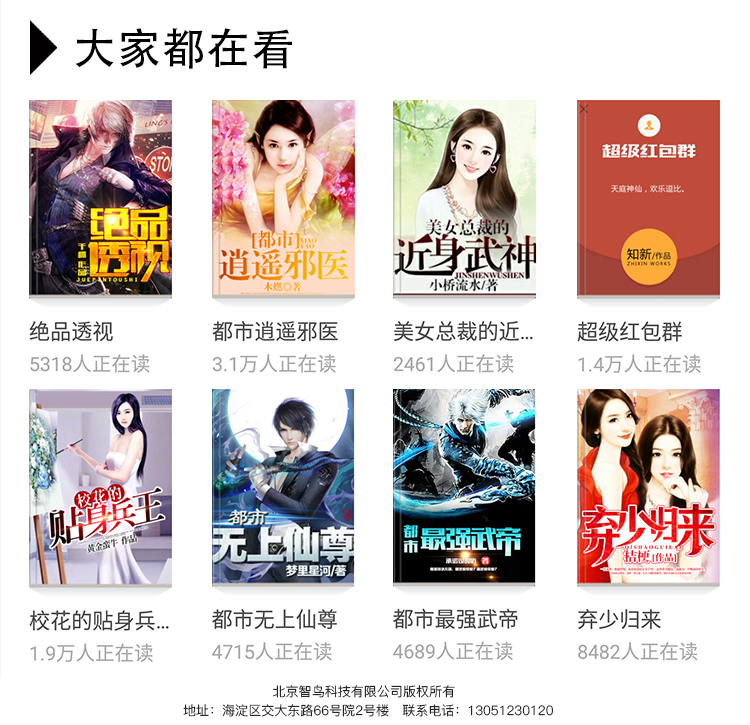 大家都在看
LING'S
STO
绝品
透视
千杯化雪
JUEPINTOUSHI
[都市]
XIAO
YAO
逍遥邪医
木燃◎著
美女总裁的
近身武神
JINSHENWUSHEN
小桥流水/著
超级红包群
天庭神仙，欢乐逗比。
知新/作品
ZHIXIN WORKS
绝品透视
都市逍遥邪医
美女总裁的近...
超级红包群
5318人正在读
3.1万人正在读
2461人正在读
1.4万人正在读
校花的
贴身兵王
黄金蛮牛 作品
都市
无上仙尊
梦里星河/著
都市
最强武帝
著
弃少归来
QISHAOGUILAI
桔梗[作品]
校花的贴身兵...
都市无上仙尊
都市最强武帝
弃少归来
1.9万人正在读
4715人正在读
4689人正在读
8482人正在读
北京智鸟科技有限公司版权所有
地址：海淀区交大东路66号院2号楼 联系电话：13051230120